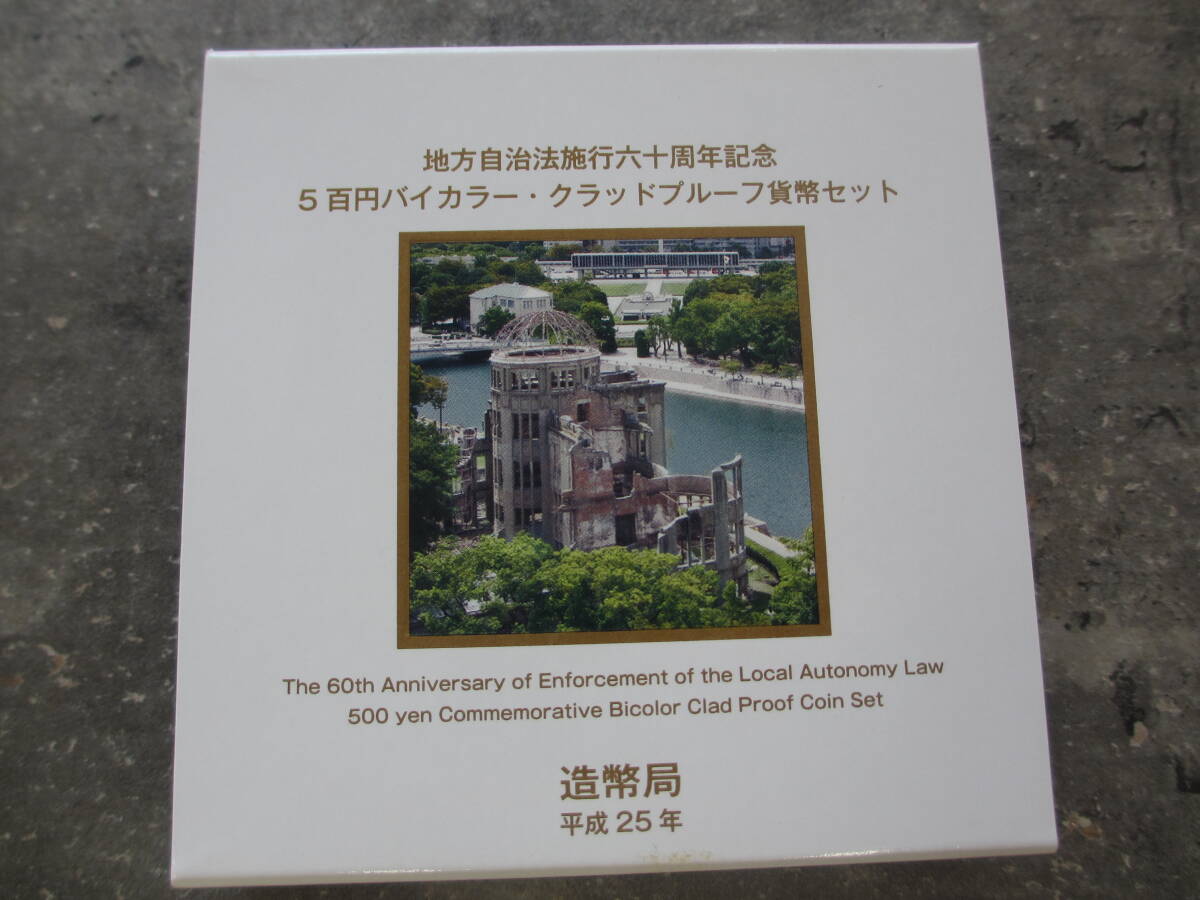 地方自治法施行六十周年記念
5百円バイカラー・クラッドプルーフ貨幣セット
The 60th Anniversary of Enforcement of the Local Autonomy Law
500 yen Commemorative Bicolor Clad Proof Coin Set
造幣局
平成25年